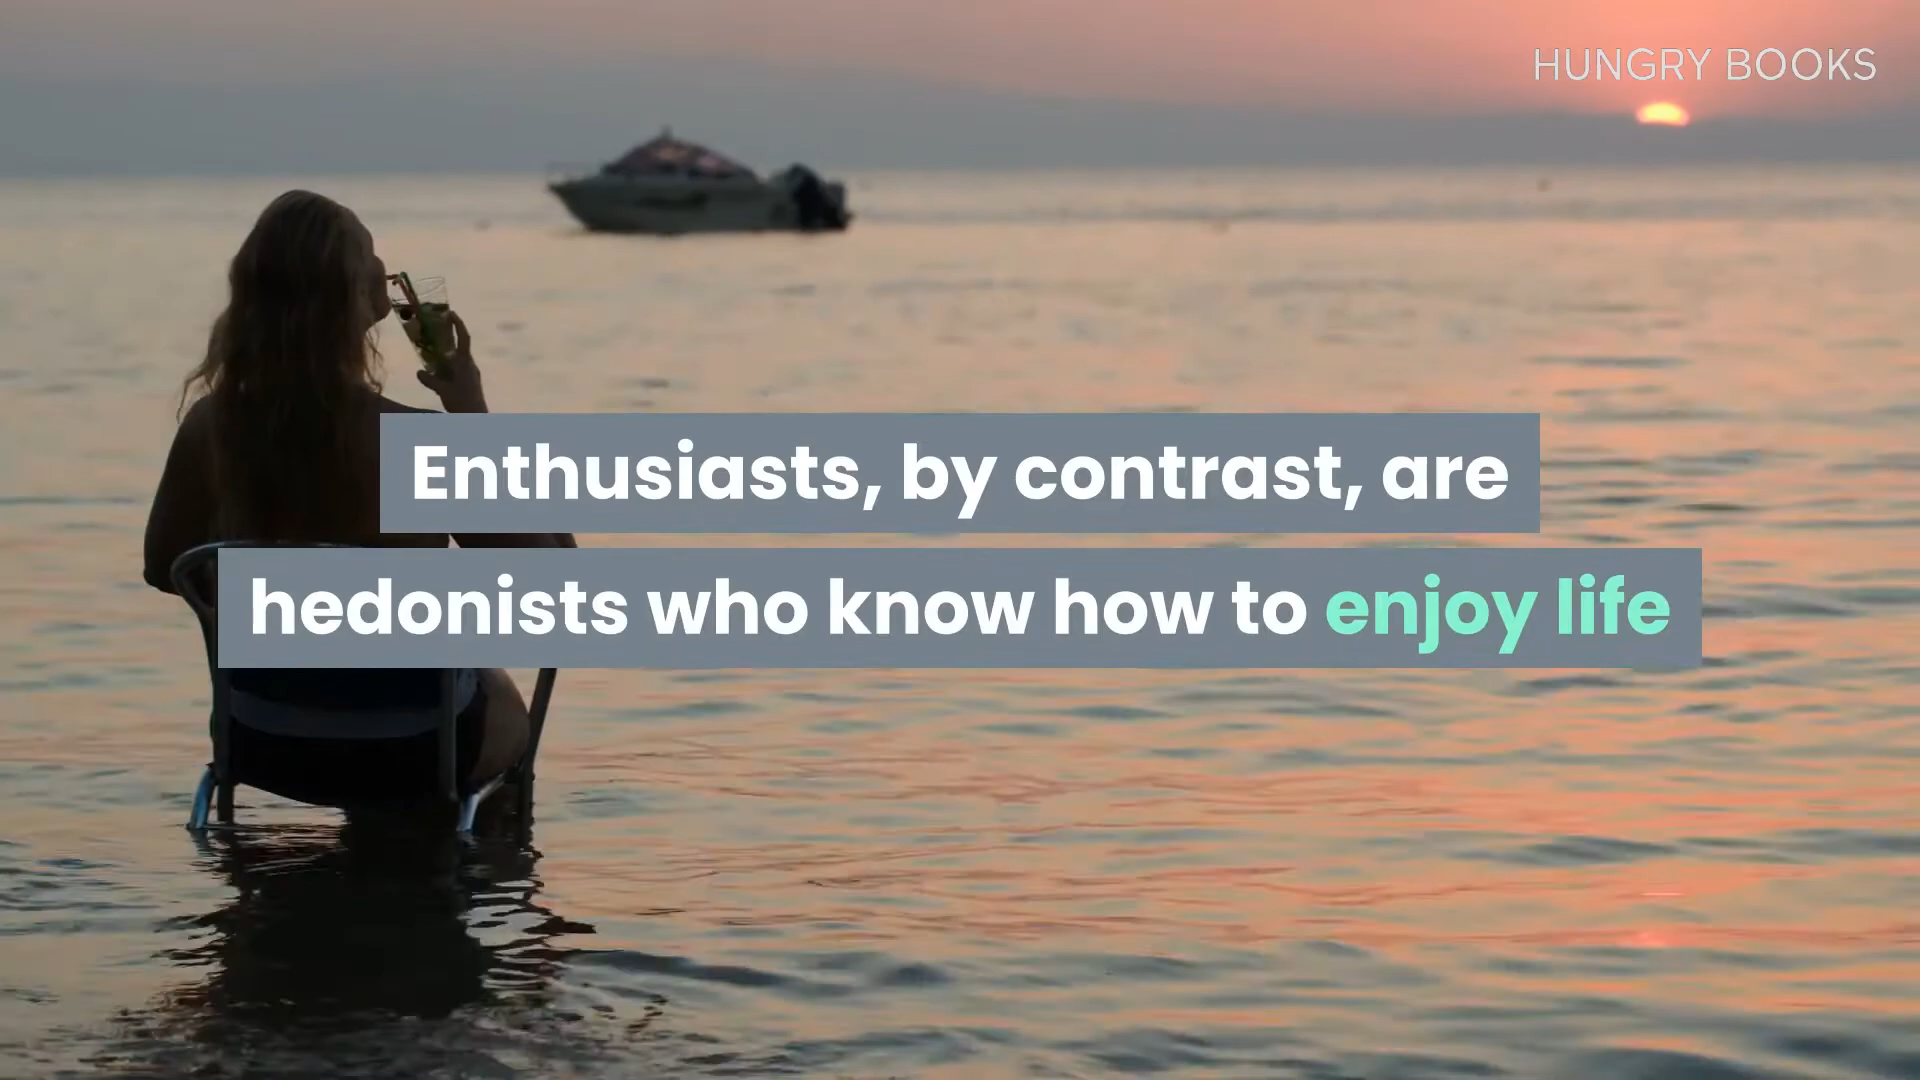 HUNGRY BOOKS
Enthusiasts, by contrast, are
hedonists who know how to enjoy life